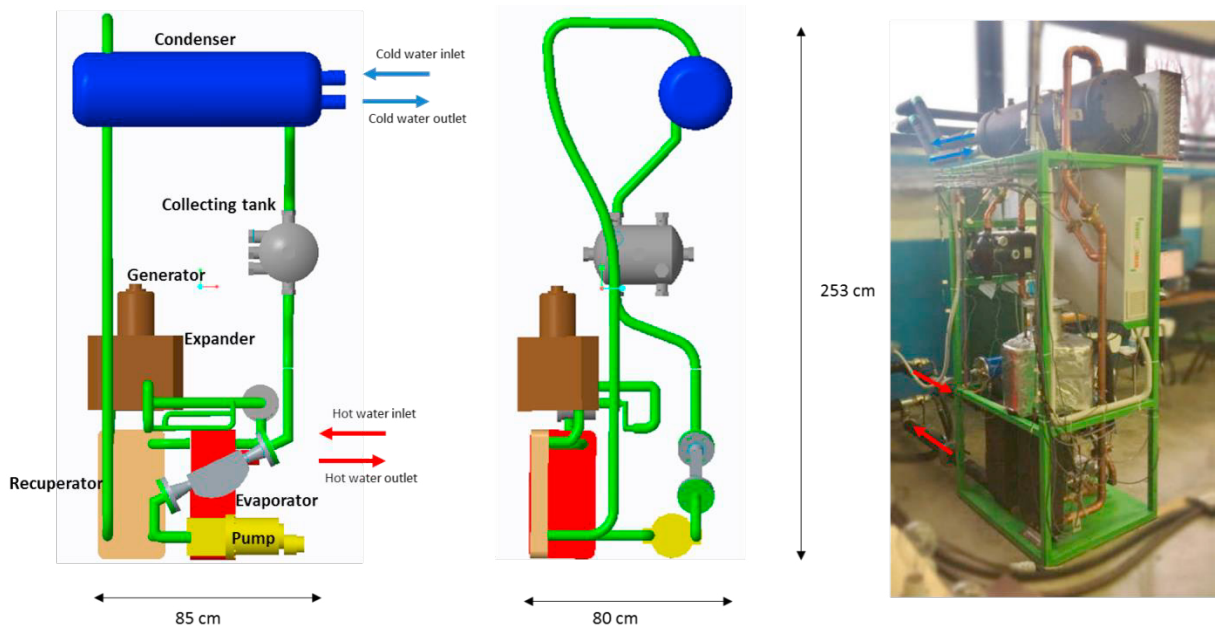 Condenser
Cold water inlet
Cold water outlet
Collecting tank
Generator
253 cm
Expander
Hot water inlet
Hot water outlet
Recuperator
Evaporator
Pump
85 cm
80 cm